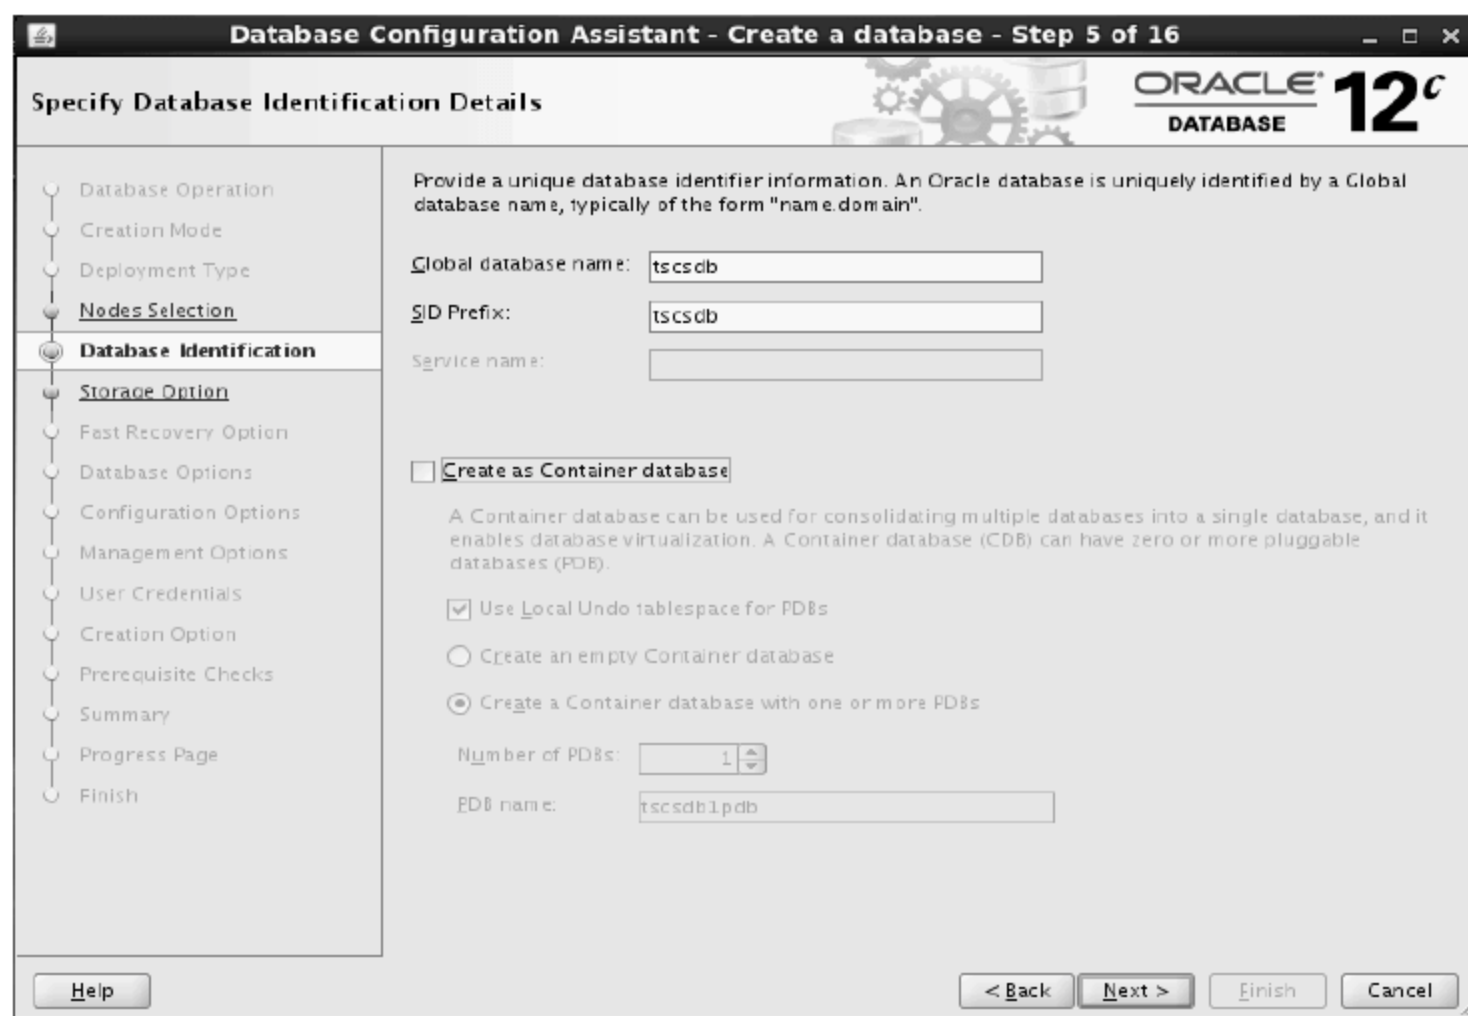 Database Configuration Assistant - Create a database - Step 5 of 16
Specify Database Identification Details
ORACLE
DATABASE
12c
Database Operation
Creation Mode
Deployment Type
Nodes Selection
Database Identification
Storage Option
Fast Recovery Option
Database Options
Configuration Options
Management Options
User Credentials
Creation Option
Prerequisite Checks
Summary
Progress Page
Finish
Provide a unique database identifier information. An Oracle database is uniquely identified by a Global
database name, typically of the form "name.domain".
Global database name: tscsdb
SID Prefix: tscsdb
Service name:
Create as Container database
A Container database can be used for consolidating multiple databases into a single database, and it
enables database virtualization. A Container database (CDB) can have zero or more pluggable
databases (PDB).
Use Local Undo tablespace for PDBs
Create an empty Container database
Create a Container database with one or more PDBs
Number of PDBs: 1
PDB name: tscsdb1pdb
Help
< Back
Next >
Finish
Cancel